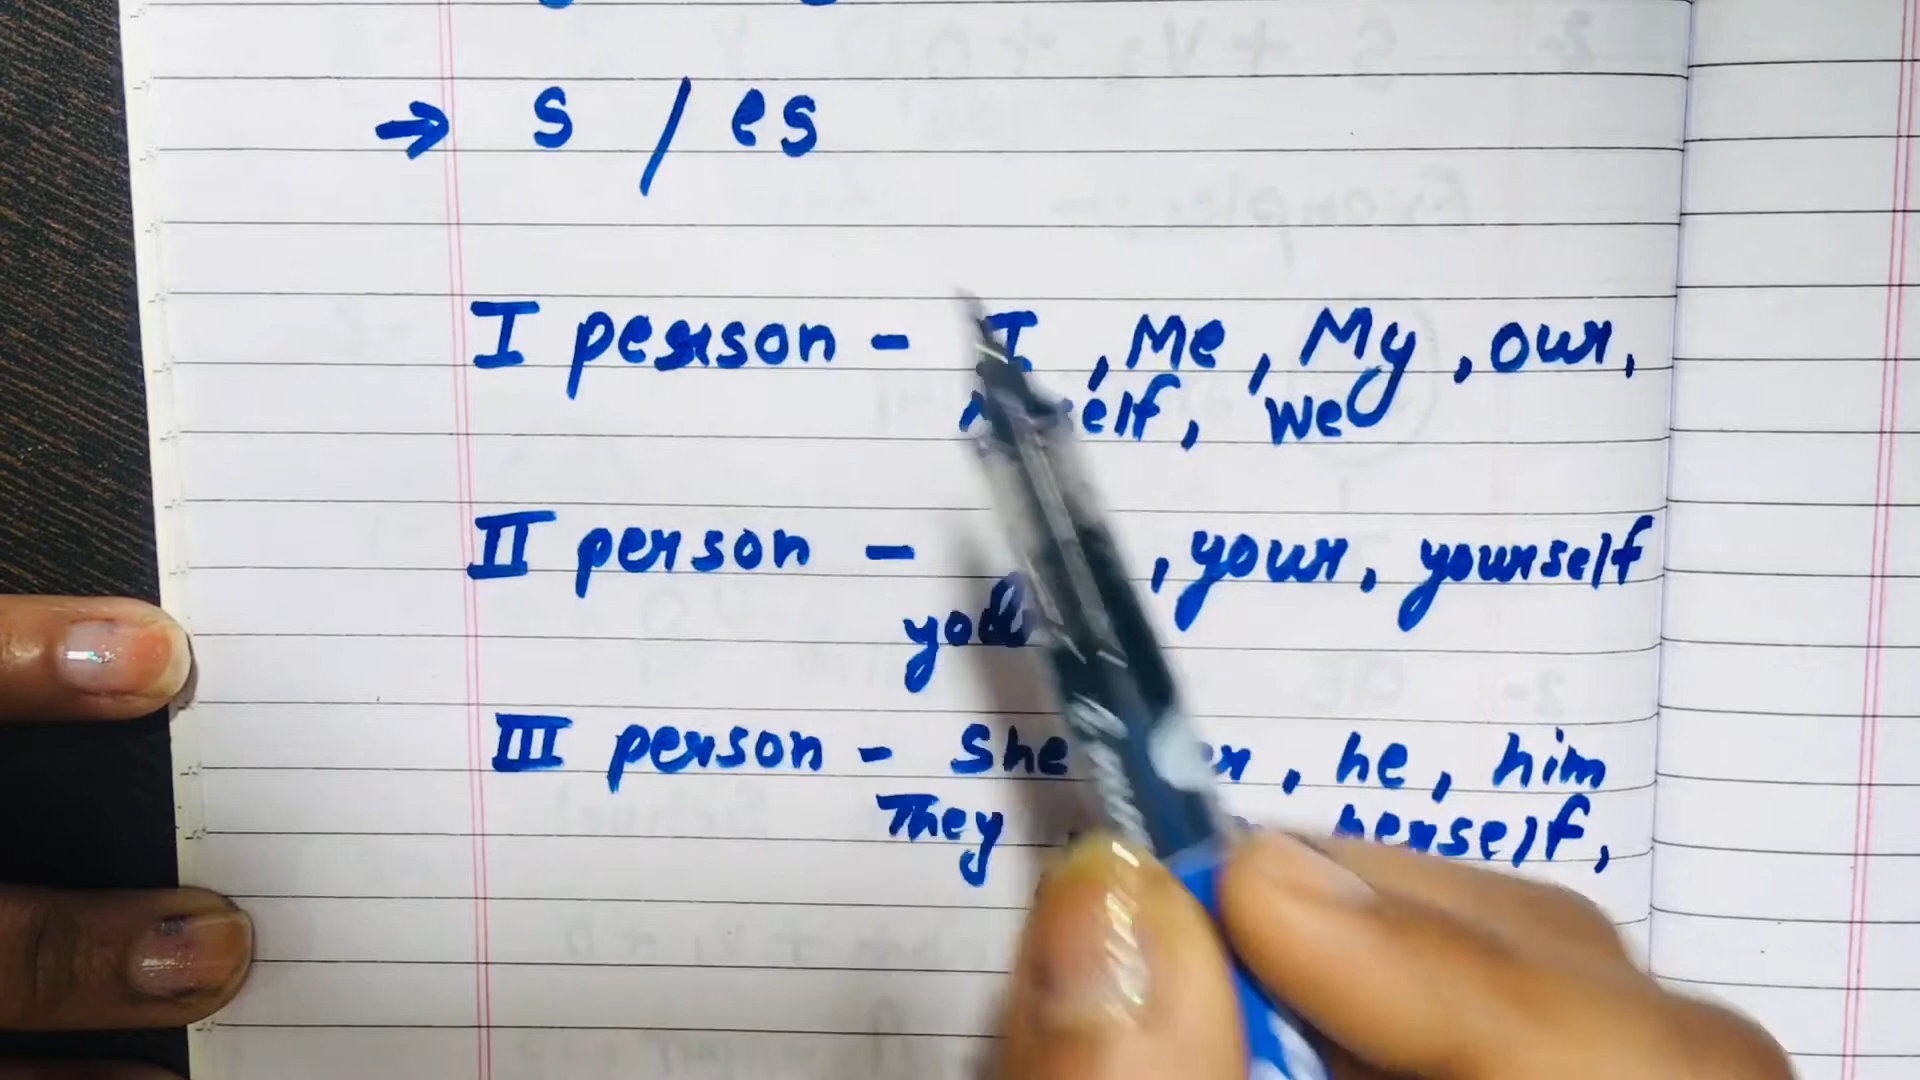 → s / es
I person - I, Me, My, our,
self, we
II person - , your, yourself
III person - She, he, him
They herself,